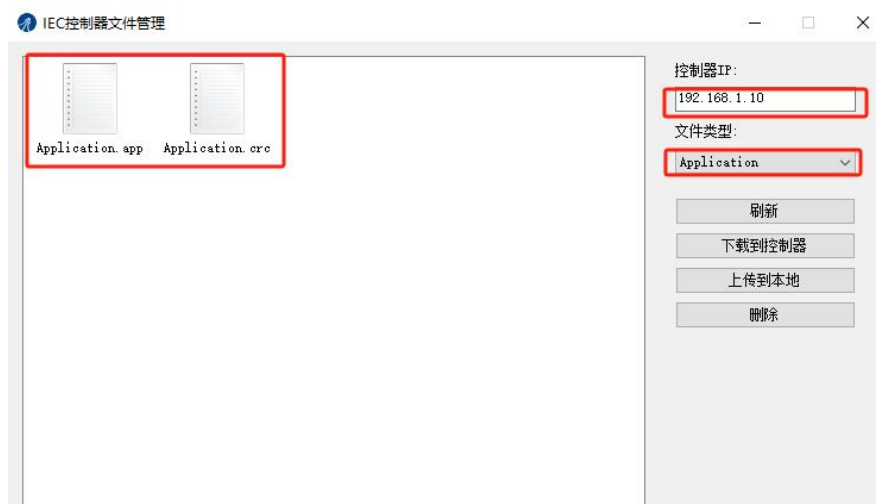 IEC控制器文件管理
Application.app
Application.crc
控制器IP:
192.168.1.10
文件类型:
Application
刷新
下载到控制器
上传到本地
删除